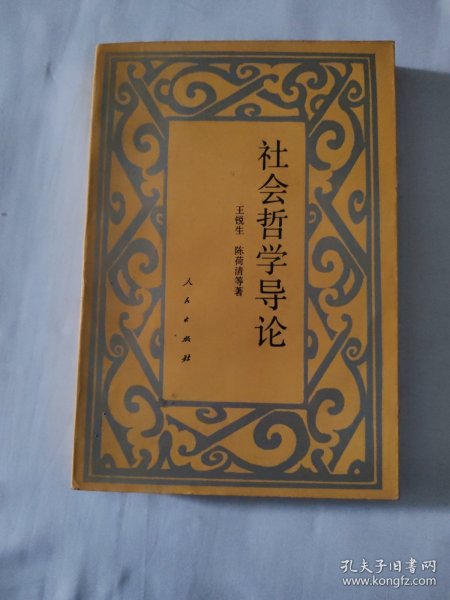 社会哲学导论
王锐生 陈荷清等著
人民出版社
孔夫子旧书网
www.kongfz.com